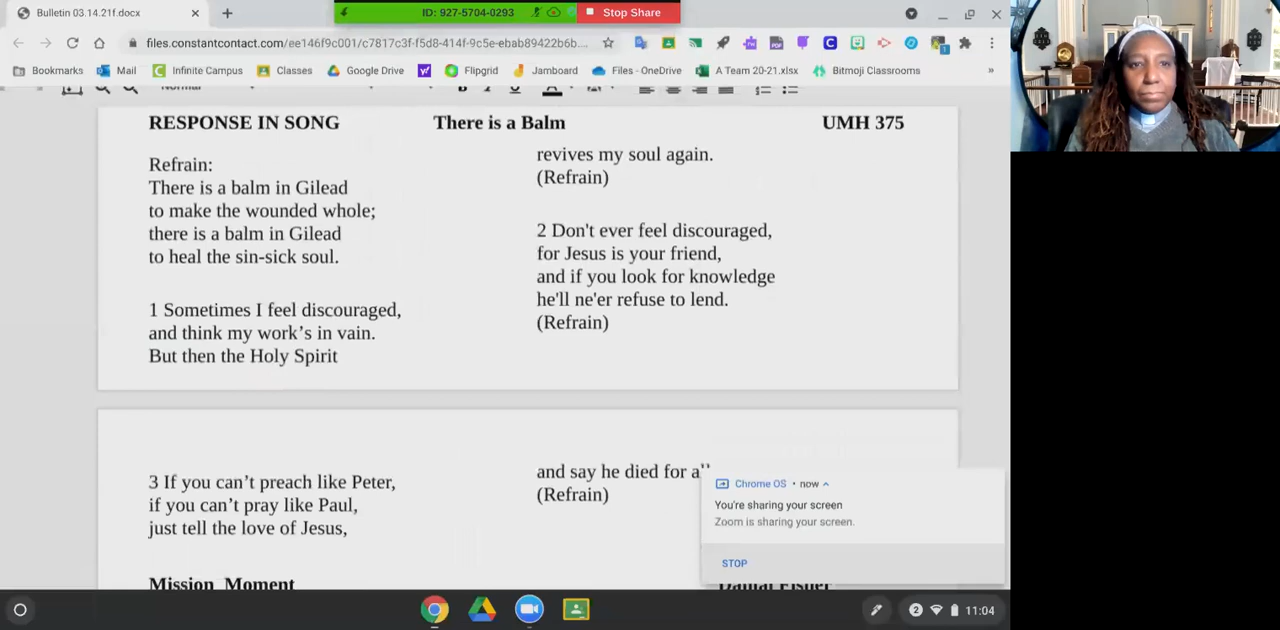 Bulletin 03.14.21f.docx
ID: 927-5704-0293
Stop Share
files.constantcontact.com/ee146f9c001/c7817c3f-f5d8-414f-9c5e-ebab89422b6b....
Bookmarks Mail Infinite Campus Classes Google Drive Flipgrid Jamboard Files - OneDrive A Team 20-21.xlsx Bitmoji Classrooms »
Normal
RESPONSE IN SONG There is a Balm UMH 375
Refrain:
There is a balm in Gilead
to make the wounded whole;
there is a balm in Gilead
to heal the sin-sick soul.
1 Sometimes I feel discouraged,
and think my work's in vain.
But then the Holy Spirit
revives my soul again.
(Refrain)
2 Don't ever feel discouraged,
for Jesus is your friend,
and if you look for knowledge
he'll ne'er refuse to lend.
(Refrain)
3 If you can't preach like Peter,
if you can't pray like Paul,
just tell the love of Jesus,
and say he died for all
(Refrain)
Mission Moment
Chrome OS • now
You're sharing your screen
Zoom is sharing your screen.
STOP
2 11:04